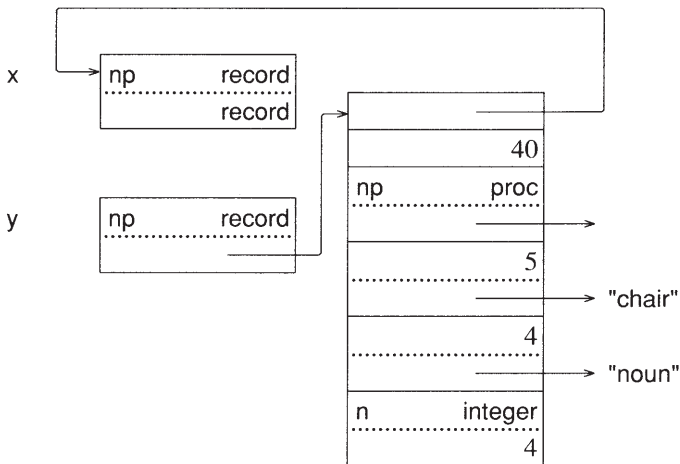 x
np record
record
40
np proc
y
np record
5
"chair"
4
"noun"
n integer
4